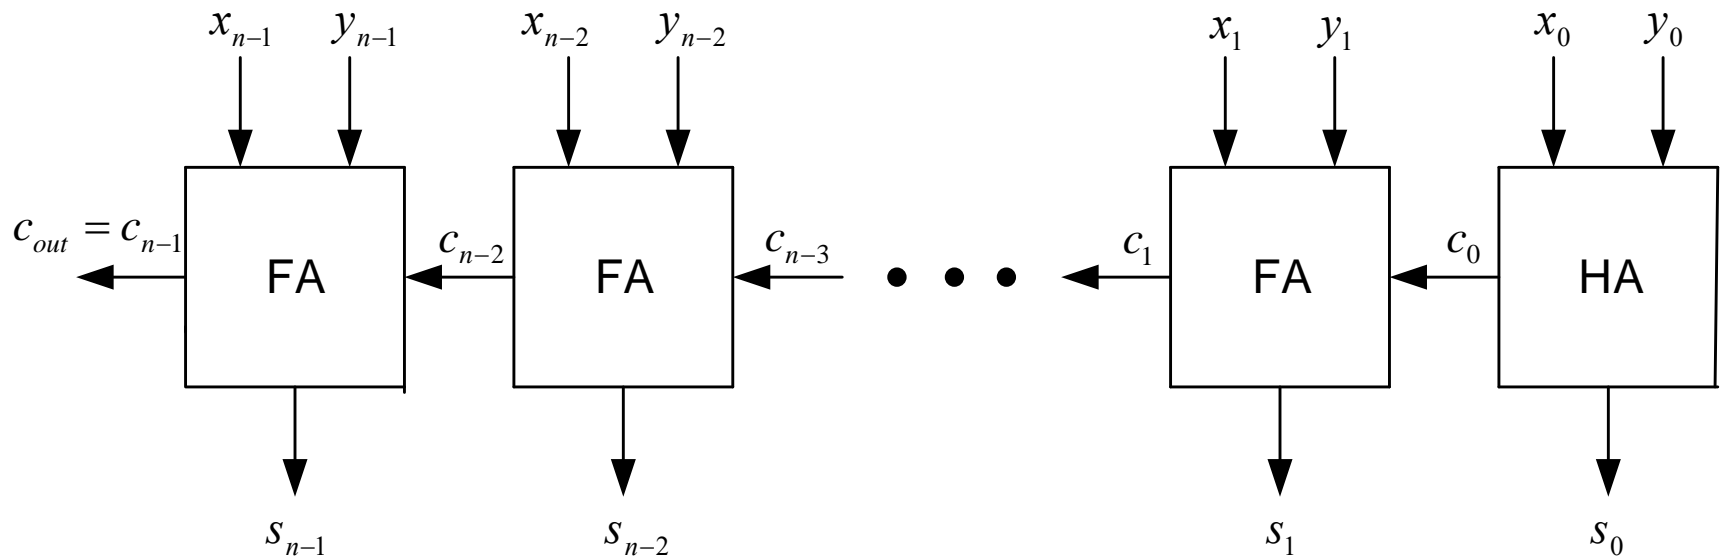 x_{n-1} y_{n-1} x_{n-2} y_{n-2} x_1 y_1 x_0 y_0
c_{out} = c_{n-1} c_{n-2} c_{n-3} c_1 c_0
FA FA FA HA
s_{n-1} s_{n-2} s_1 s_0